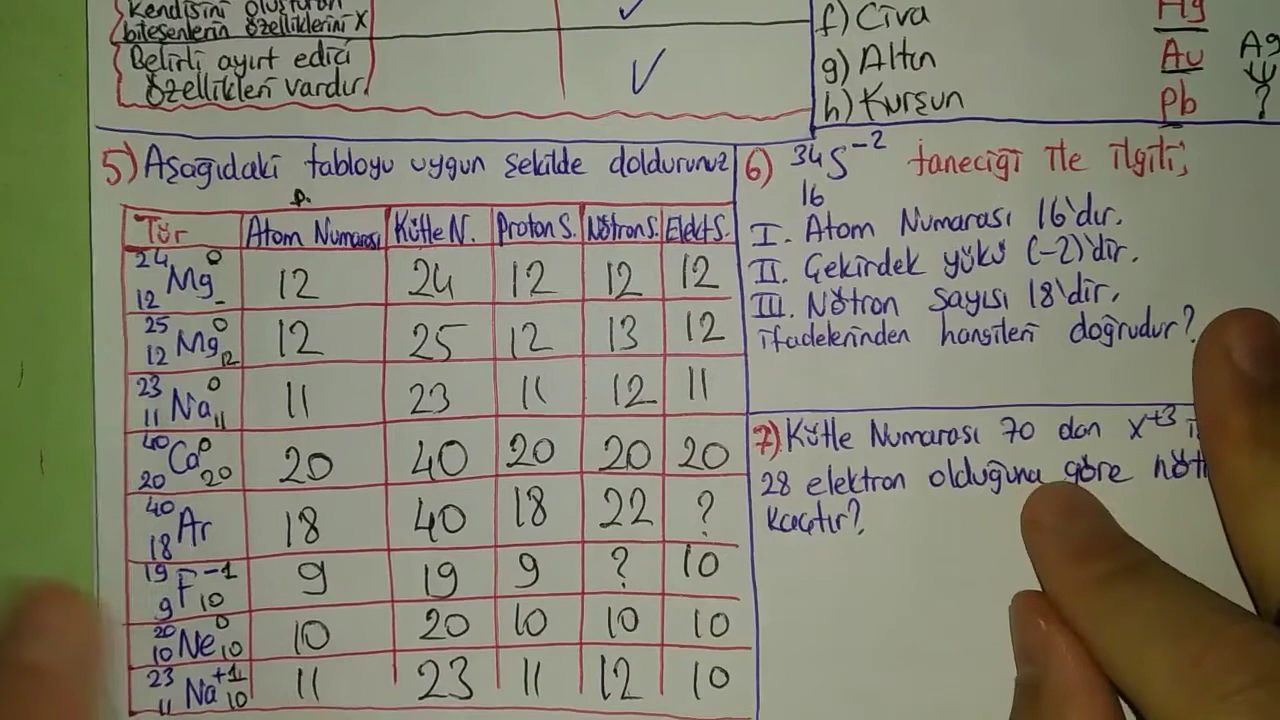 Kendisini oluşturan
bileşenlerin özelliklerini X
✓
Belirli ayırt edici
özellikleri vardır.
✓
f) Civa Hg
g) Altın Au Ag
h) Kurşun Pb ?
5) Aşağıdaki tabloyu uygun şekilde doldurunuz
p.
Tür Atom Numarası Kütle N. Proton S. Nötron S. Elekt S.
24 12 Mg 0 12 24 12 12 12
25 12 Mg 0 12 12 25 12 13 12
23 11 Na 0 11 11 23 11 12 11
40 20 Ca 0 20 20 40 20 20 20
40 18 Ar 18 40 18 22 ?
19 9 F -1 10 9 19 9 ? 10
20 10 Ne 0 10 10 20 10 10 10
23 11 Na +1 10 11 23 11 12 10
6) 34 16 S -2 taneciği ile ilgili;
I. Atom Numarası 16'dır.
II. Çekirdek yükü (-2)'dir.
III. Nötron sayısı 18'dir.
ifadelerinden hangileri doğrudur?
7) Kütle Numarası 70 olan X+3
28 elektron olduğuna göre
kaçtır?